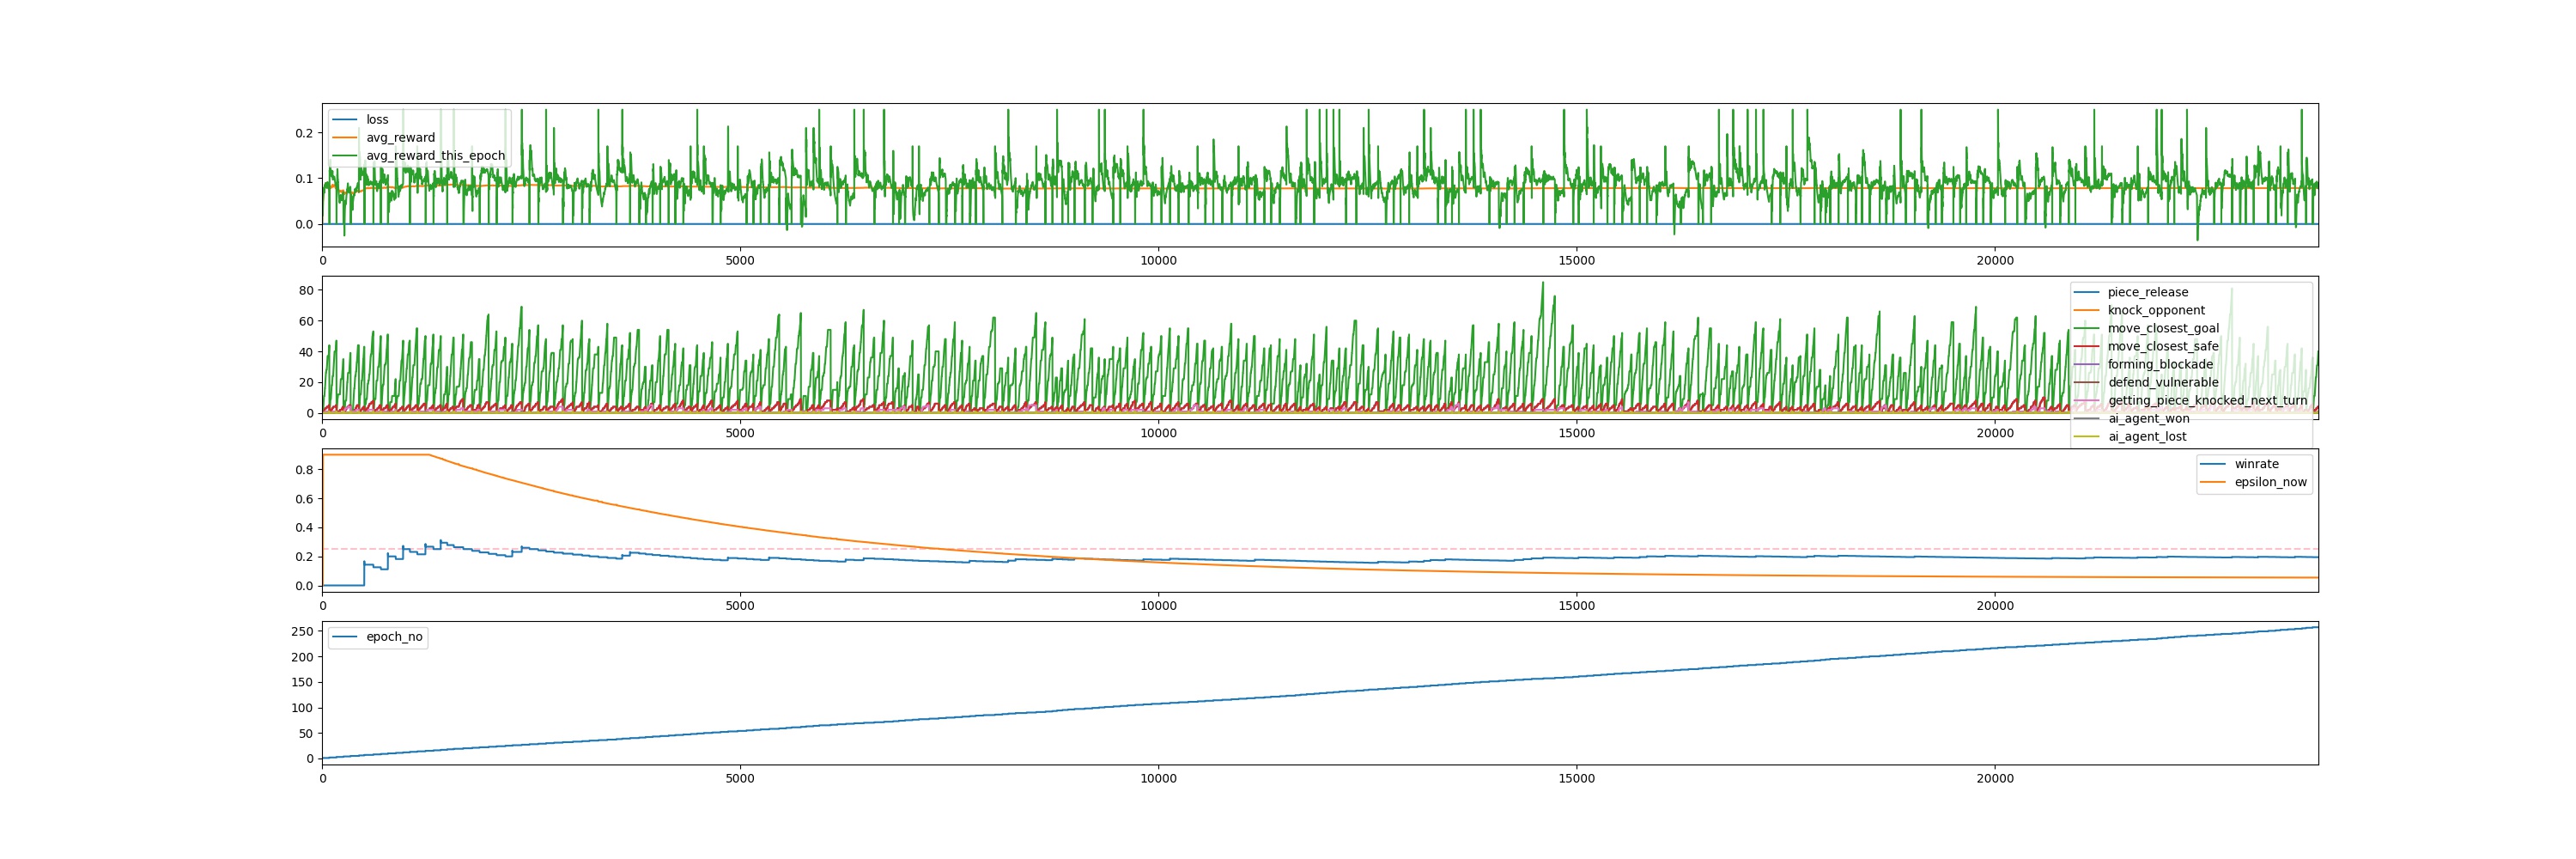 loss
avg_reward
avg_reward_this_epoch
0.2
0.1
0.0
0 5000 10000 15000 20000
piece_release
knock_opponent
move_closest_goal
move_closest_safe
forming_blockade
defend_vulnerable
getting_piece_knocked_next_turn
ai_agent_won
ai_agent_lost
80
60
40
20
0
0 5000 10000 15000 20000
winrate
epsilon_now
0.8
0.6
0.4
0.2
0.0
0 5000 10000 15000 20000
epoch_no
250
200
150
100
50
0
0 5000 10000 15000 20000